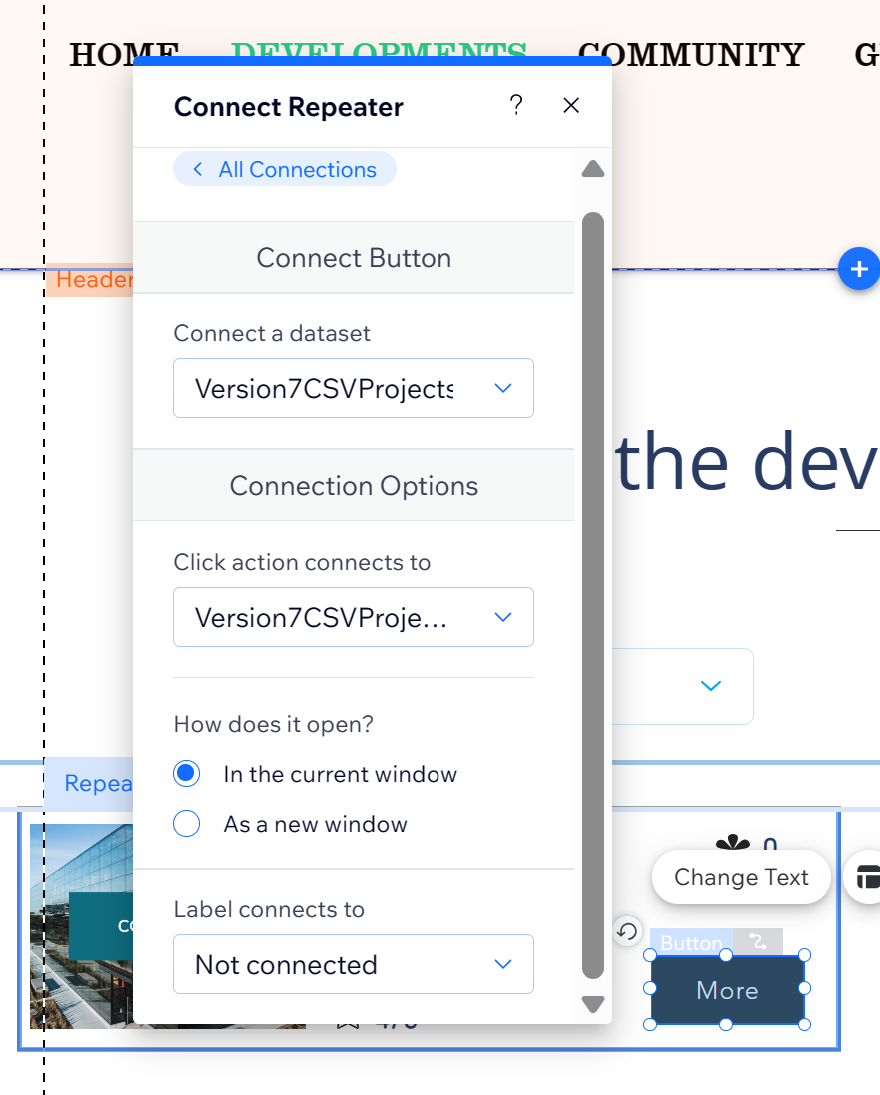 HOME DEVELOPMENTS COMMUNITY G
Connect Repeater ?
All Connections
Connect Button
Header
Connect a dataset
Version7CSVProjects
the dev
Connection Options
Click action connects to
Version7CSVProje...
How does it open?
In the current window
Repea
As a new window
0
Change Text
Label connects to
CO
Button
Not connected
More